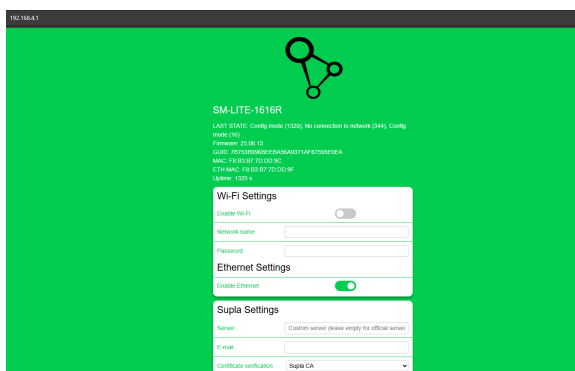 192.168.4.1
SM-LITE-1616R
LAST STATE: Config mode (1320), No connection to network (344), Config
mode (16)
Firmware: 25.06.13
MAC: F8:B3:B7:7D:DD:9C
ETH MAC: F8:B3:B7:7D:DD:9F
Uptime: 1325 s
Wi-Fi Settings
Enable Wi-Fi
Network name
Password
Ethernet Settings
Enable Ethernet
Supla Settings
Server
Custom server (leave empty for official server
E-mail
Certificate verification
Supla CA